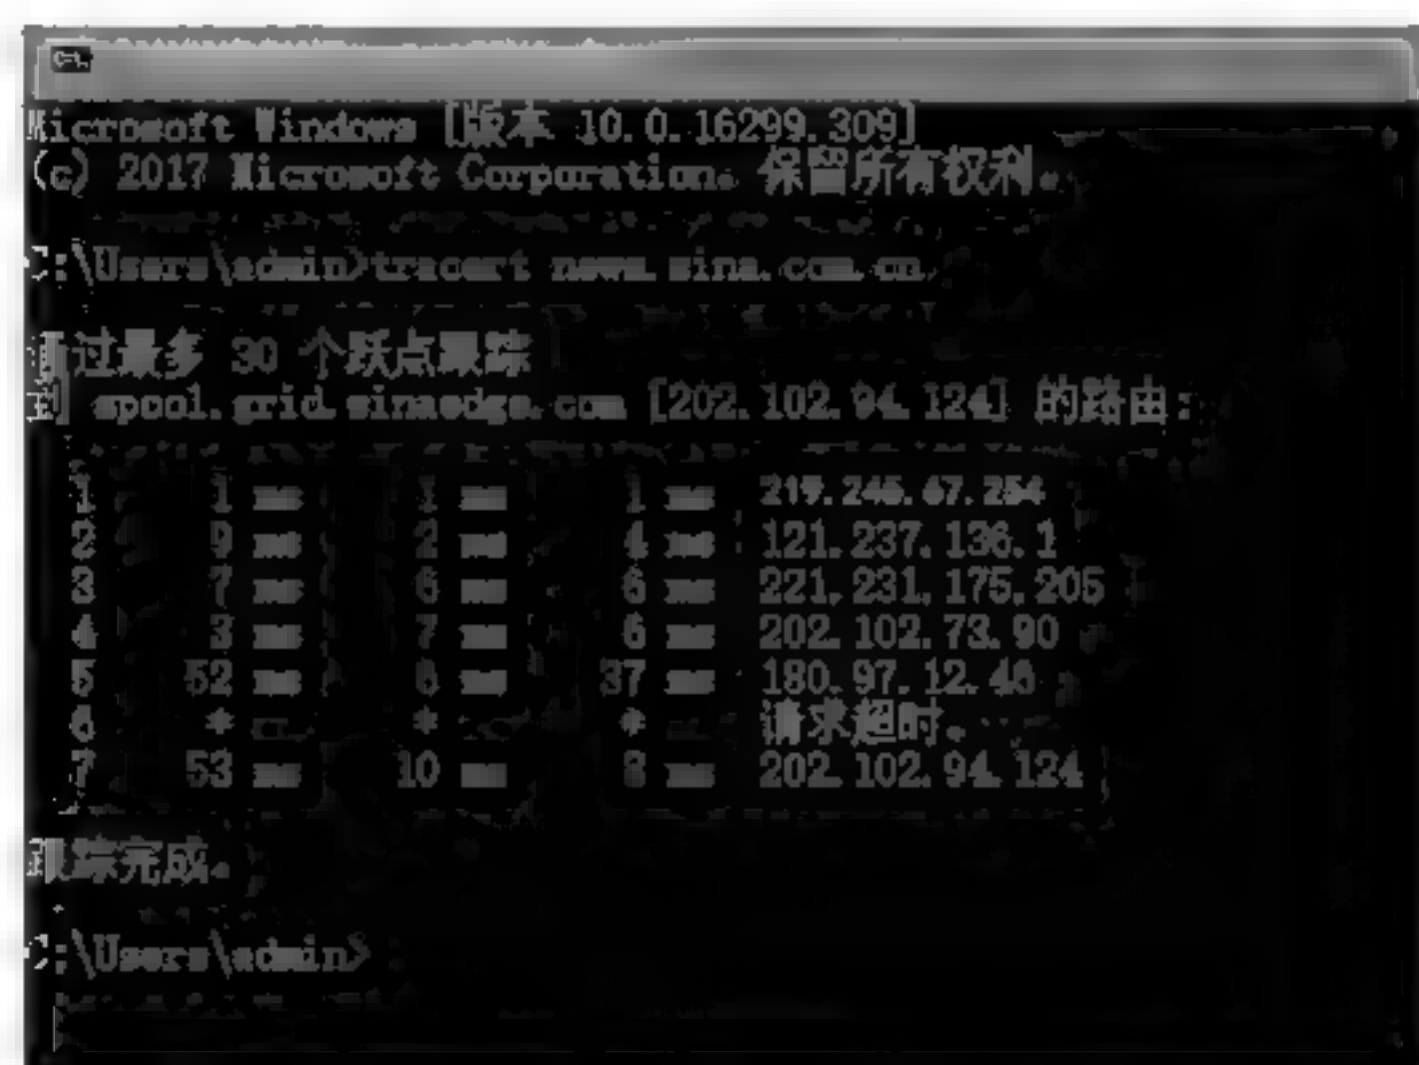 Microsoft Windows [版本 10.0.16299.309]
(c) 2017 Microsoft Corporation。保留所有权利。
C:\Users\admin>tracert news.sina.com.cn
通过最多 30 个跃点跟踪
到 spool.grid.sinaedge.com [202.102.94.124] 的路由:
1 1 ms 1 ms 1 ms 219.245.67.254
2 9 ms 2 ms 4 ms 121.237.136.1
3 7 ms 6 ms 6 ms 221.231.175.205
4 3 ms 7 ms 6 ms 202.102.73.90
5 52 ms 8 ms 37 ms 180.97.12.46
6 * * * 请求超时。
7 53 ms 10 ms 8 ms 202.102.94.124
跟踪完成。
C:\Users\admin>